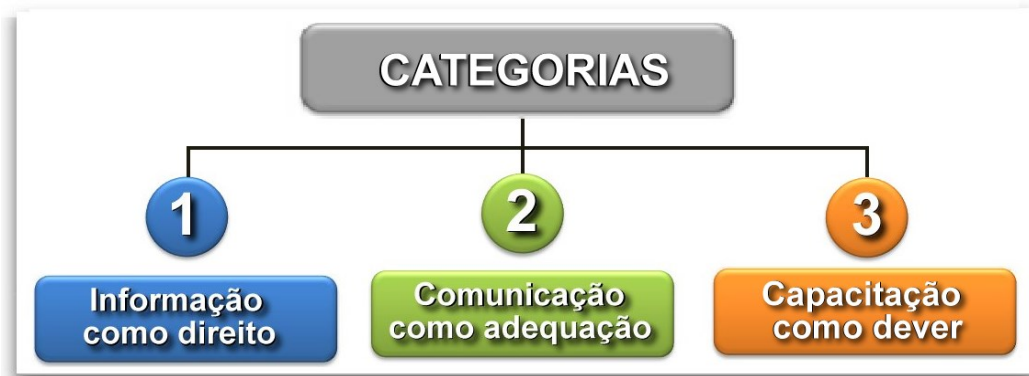 CATEGORIAS
1
2
3
Informação
como direito
Comunicação
como adequação
Capacitação
como dever